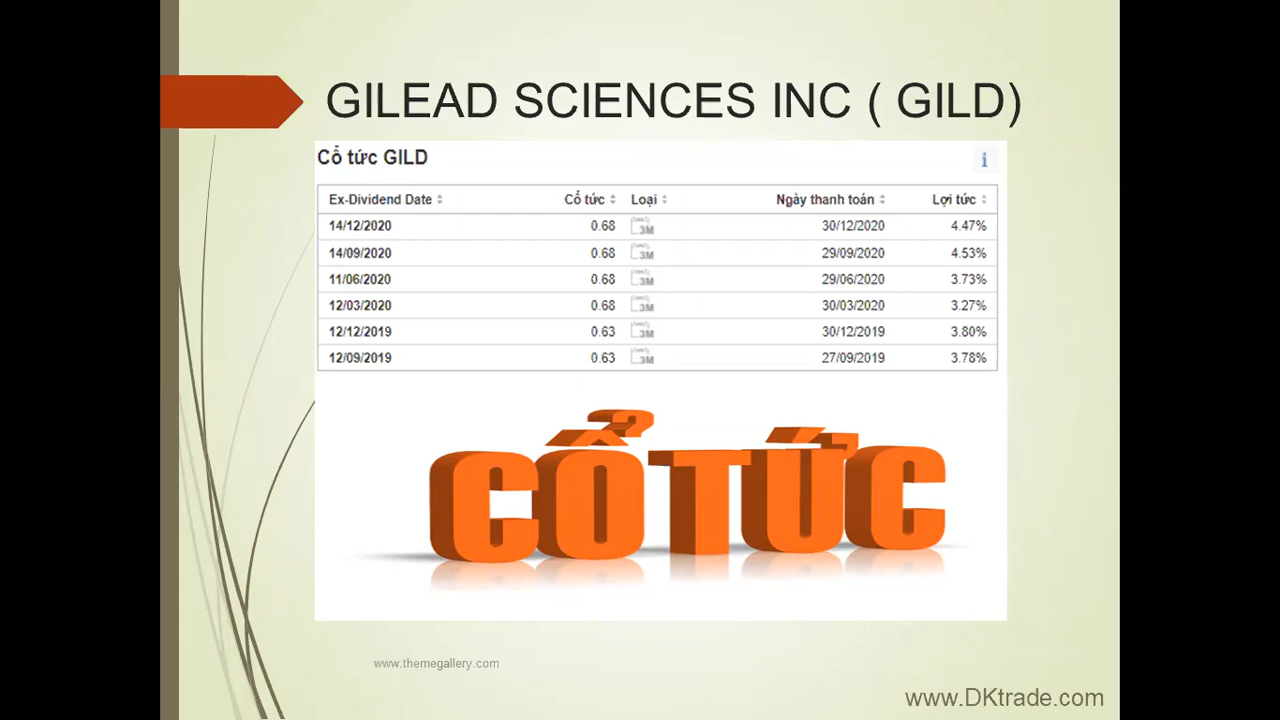 GILEAD SCIENCES INC ( GILD)
Cổ tức GILD
i
Ex-Dividend Date Cổ tức Loại Ngày thanh toán Lợi tức
14/12/2020 0.68 3M 30/12/2020 4.47%
14/09/2020 0.68 3M 29/09/2020 4.53%
11/06/2020 0.68 3M 29/06/2020 3.73%
12/03/2020 0.68 3M 30/03/2020 3.27%
12/12/2019 0.63 3M 30/12/2019 3.80%
12/09/2019 0.63 3M 27/09/2019 3.78%
CỔ TỨC
www.themegallery.com
www.DKtrade.com